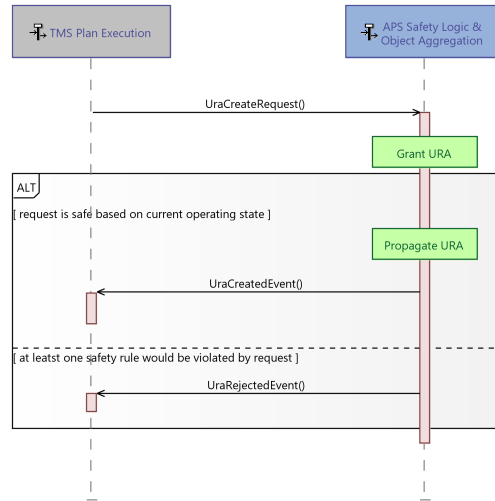 TMS Plan Execution
APS Safety Logic &
Object Aggregation
UraCreateRequest()
Grant URA
ALT
[ request is safe based on current operating state ]
Propagate URA
UraCreatedEvent()
[ at leatst one safety rule would be violated by request ]
UraRejectedEvent()